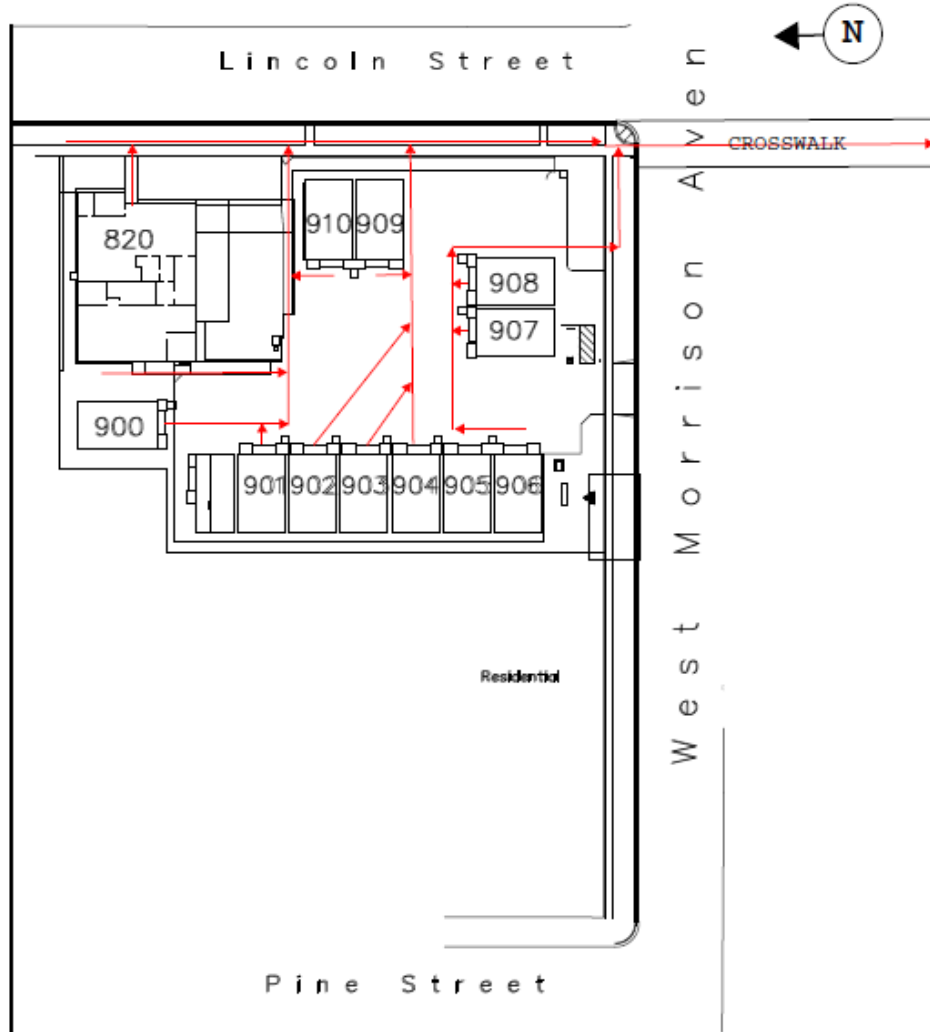 N
Lincoln Street
CROSSWALK
820
910 909
908
907
900
901 902 903 904 905 906
West Morrison Aven
Residential
Pine Street